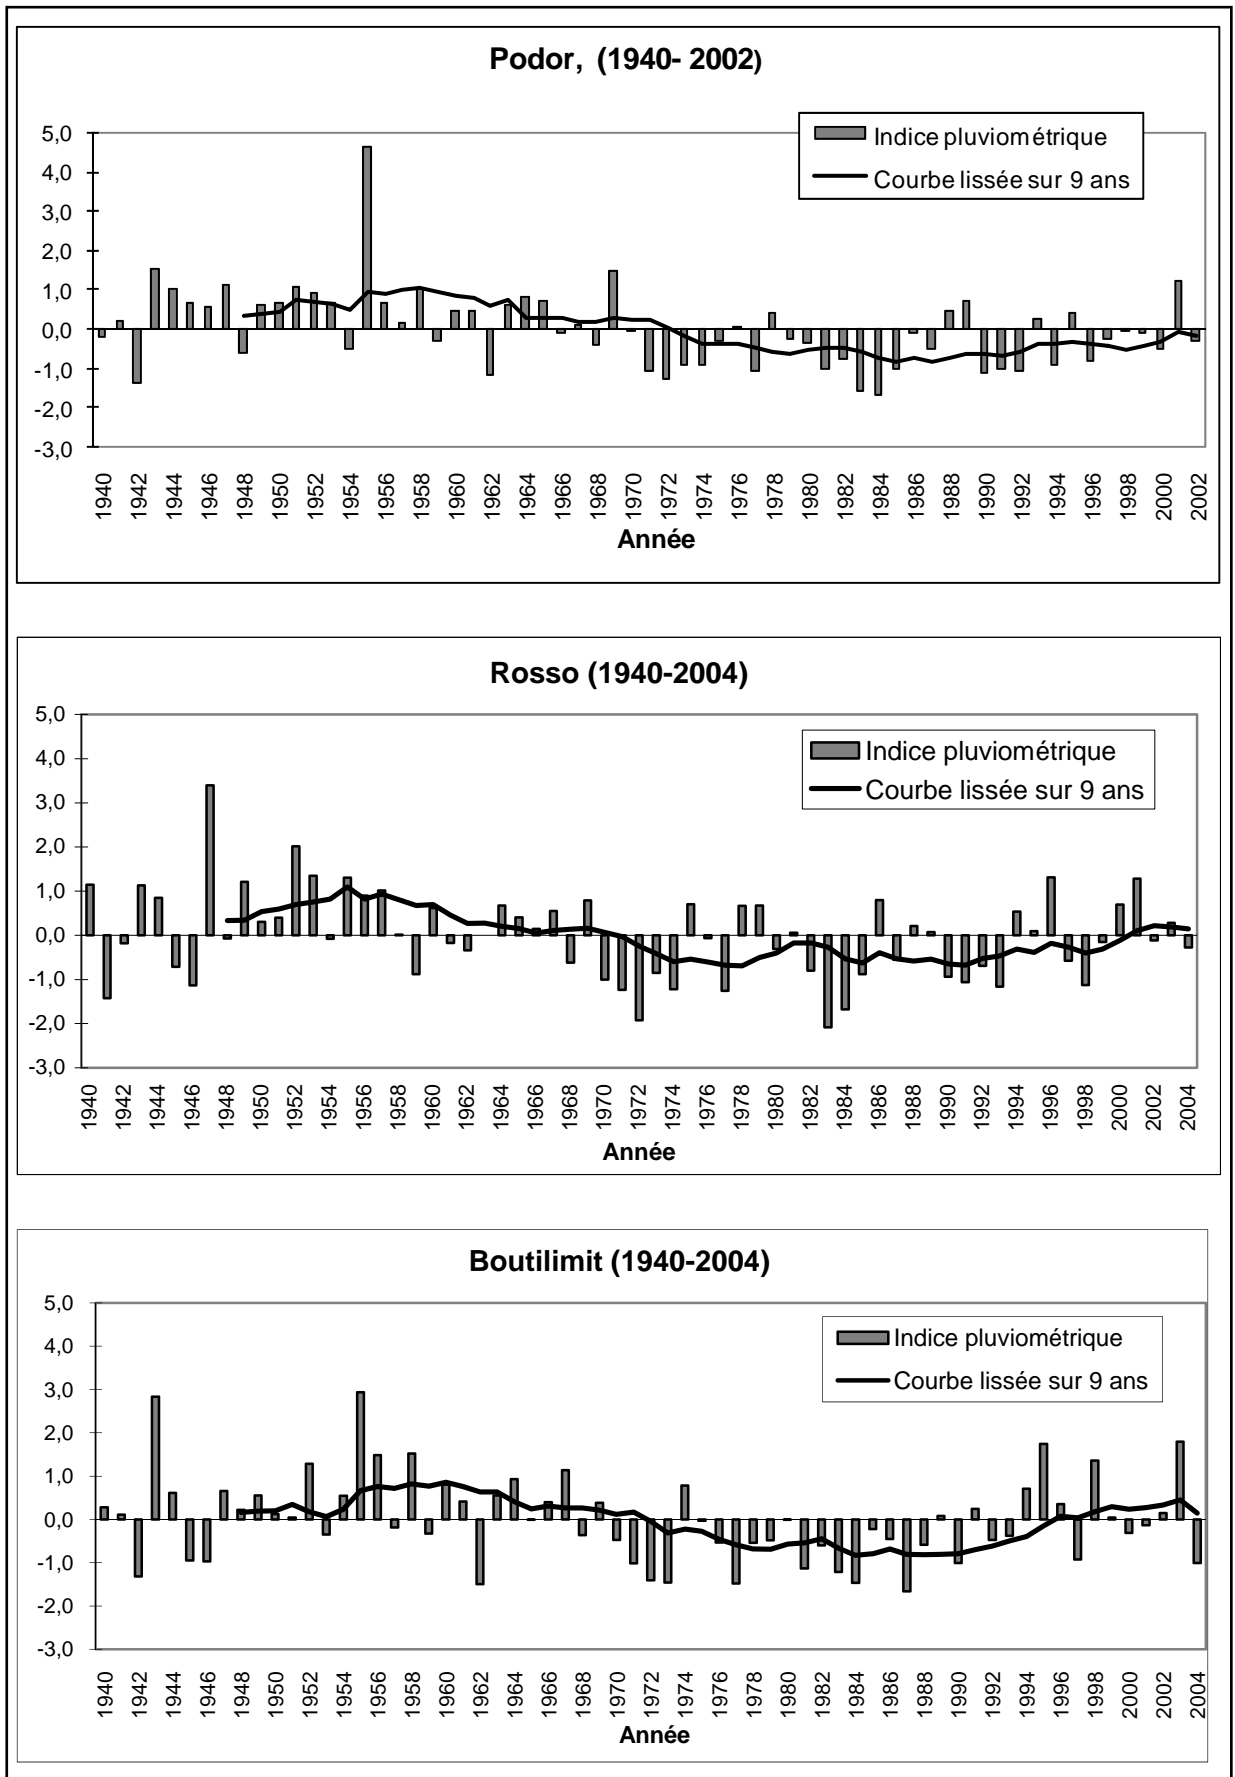 Podor,  (1940- 2002)
Indice pluviométrique
Courbe lissée sur 9 ans
5,0
4,0
3,0
2,0
1,0
0,0
-1,0
-2,0
-3,0
1940 1942 1944 1946 1948 1950 1952 1954 1956 1958 1960 1962 1964 1966 1968 1970 1972 1974 1976 1978 1980 1982 1984 1986 1988 1990 1992 1994 1996 1998 2000 2002
Année
Rosso (1940-2004)
Indice pluviométrique
Courbe lissée sur 9 ans
5,0
4,0
3,0
2,0
1,0
0,0
-1,0
-2,0
-3,0
1940 1942 1944 1946 1948 1950 1952 1954 1956 1958 1960 1962 1964 1966 1968 1970 1972 1974 1976 1978 1980 1982 1984 1986 1988 1990 1992 1994 1996 1998 2000 2002 2004
Année
Boutilimit (1940-2004)
Indice pluviométrique
Courbe lissée sur 9 ans
5,0
4,0
3,0
2,0
1,0
0,0
-1,0
-2,0
-3,0
1940 1942 1944 1946 1948 1950 1952 1954 1956 1958 1960 1962 1964 1966 1968 1970 1972 1974 1976 1978 1980 1982 1984 1986 1988 1990 1992 1994 1996 1998 2000 2002 2004
Année